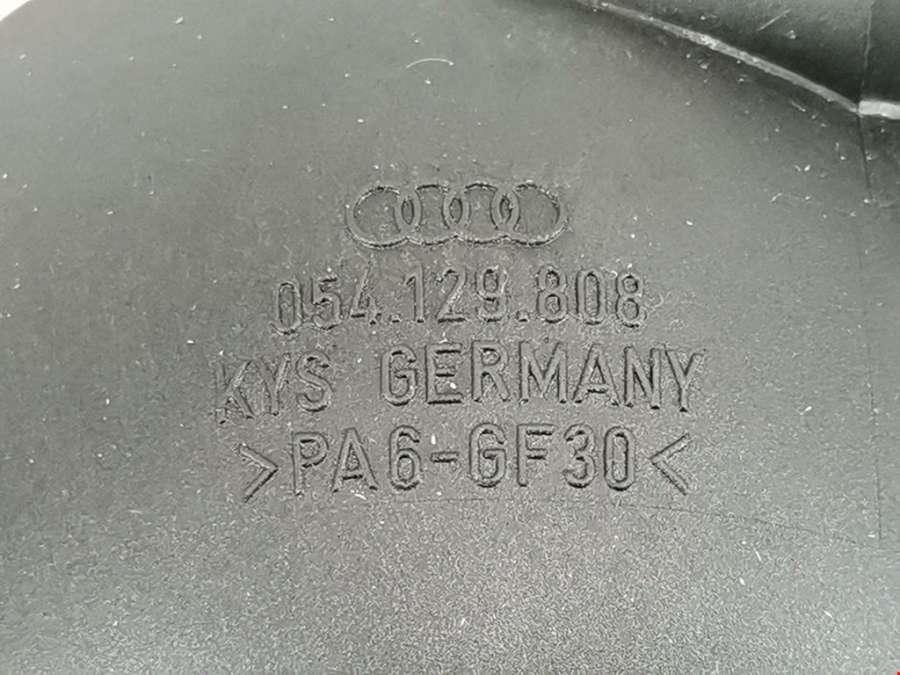 054.129.808
KYS GERMANY
>PA6-GF30<